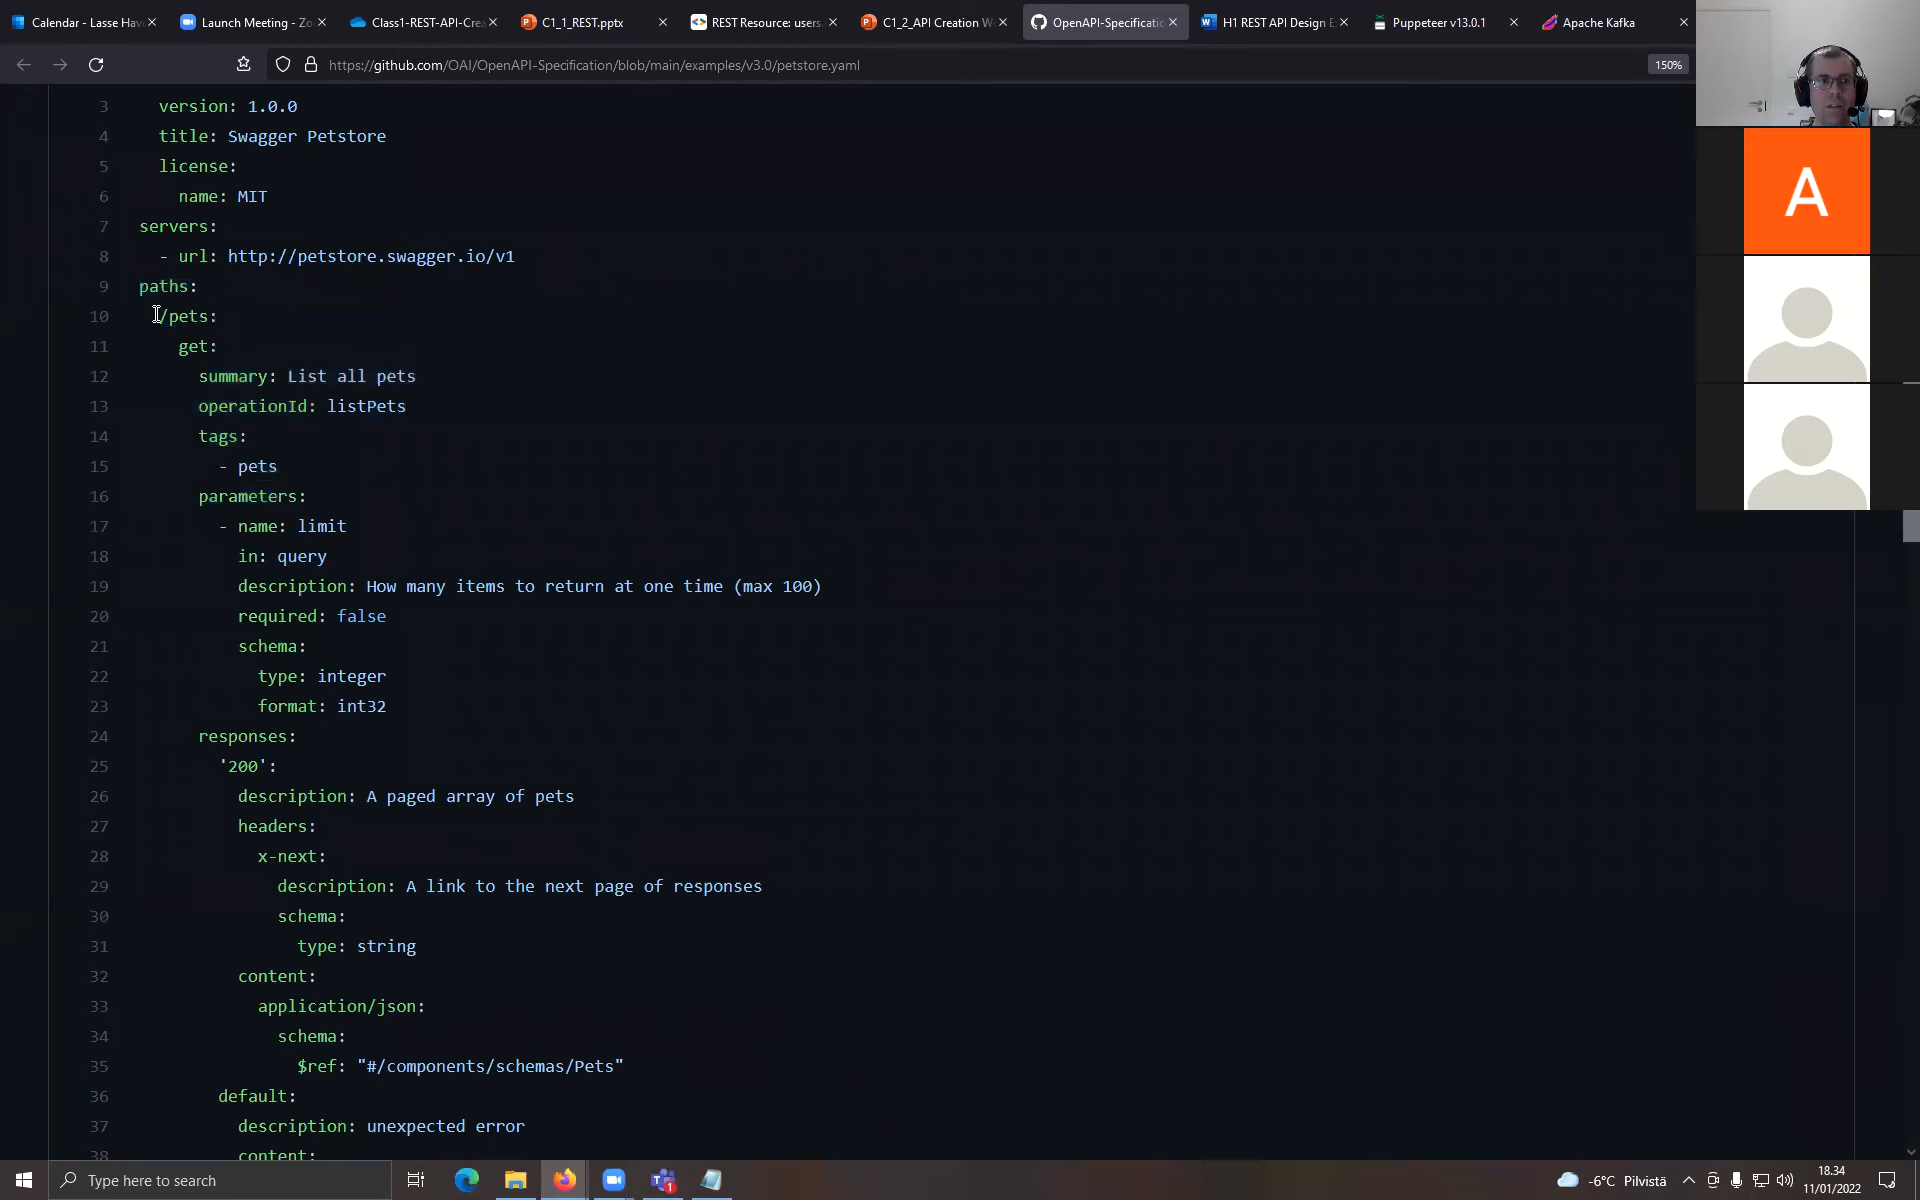 Calendar - Lasse Hav
Launch Meeting - Zo
Class1-REST-API-Crea
C1_1_REST.pptx
REST Resource: users.
C1_2_API Creation W
OpenAPI-Specificatio
H1 REST API Design E
Puppeteer v13.0.1
Apache Kafka
https://github.com/OAI/OpenAPI-Specification/blob/main/examples/v3.0/petstore.yaml
150%
3 version: 1.0.0
4 title: Swagger Petstore
5 license:
6 name: MIT
7 servers:
8 - url: http://petstore.swagger.io/v1
9 paths:
10 /pets:
11 get:
12 summary: List all pets
13 operationId: listPets
14 tags:
15 - pets
16 parameters:
17 - name: limit
18 in: query
19 description: How many items to return at one time (max 100)
20 required: false
21 schema:
22 type: integer
23 format: int32
24 responses:
25 '200':
26 description: A paged array of pets
27 headers:
28 x-next:
29 description: A link to the next page of responses
30 schema:
31 type: string
32 content:
33 application/json:
34 schema:
35 $ref: "#/components/schemas/Pets"
36 default:
37 description: unexpected error
38 content:
A
Type here to search
1
-6°C Pilvistä
18.34
11/01/2022